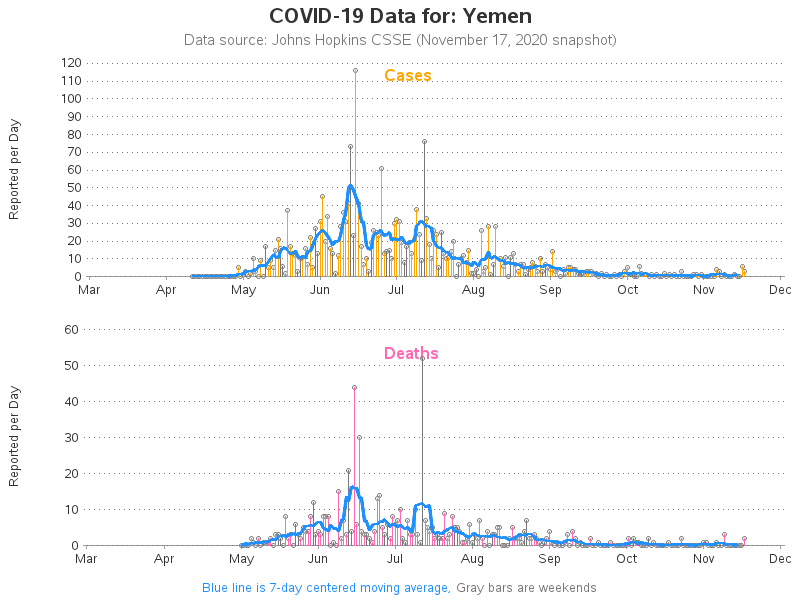 COVID-19 Data for: Yemen
Data source: Johns Hopkins CSSE (November 17, 2020 snapshot)
Cases
Reported per Day
120
110
100
90
80
70
60
50
40
30
20
10
0
Mar Apr May Jun Jul Aug Sep Oct Nov Dec
Deaths
Reported per Day
60
50
40
30
20
10
0
Mar Apr May Jun Jul Aug Sep Oct Nov Dec
Blue line is 7-day centered moving average, Gray bars are weekends